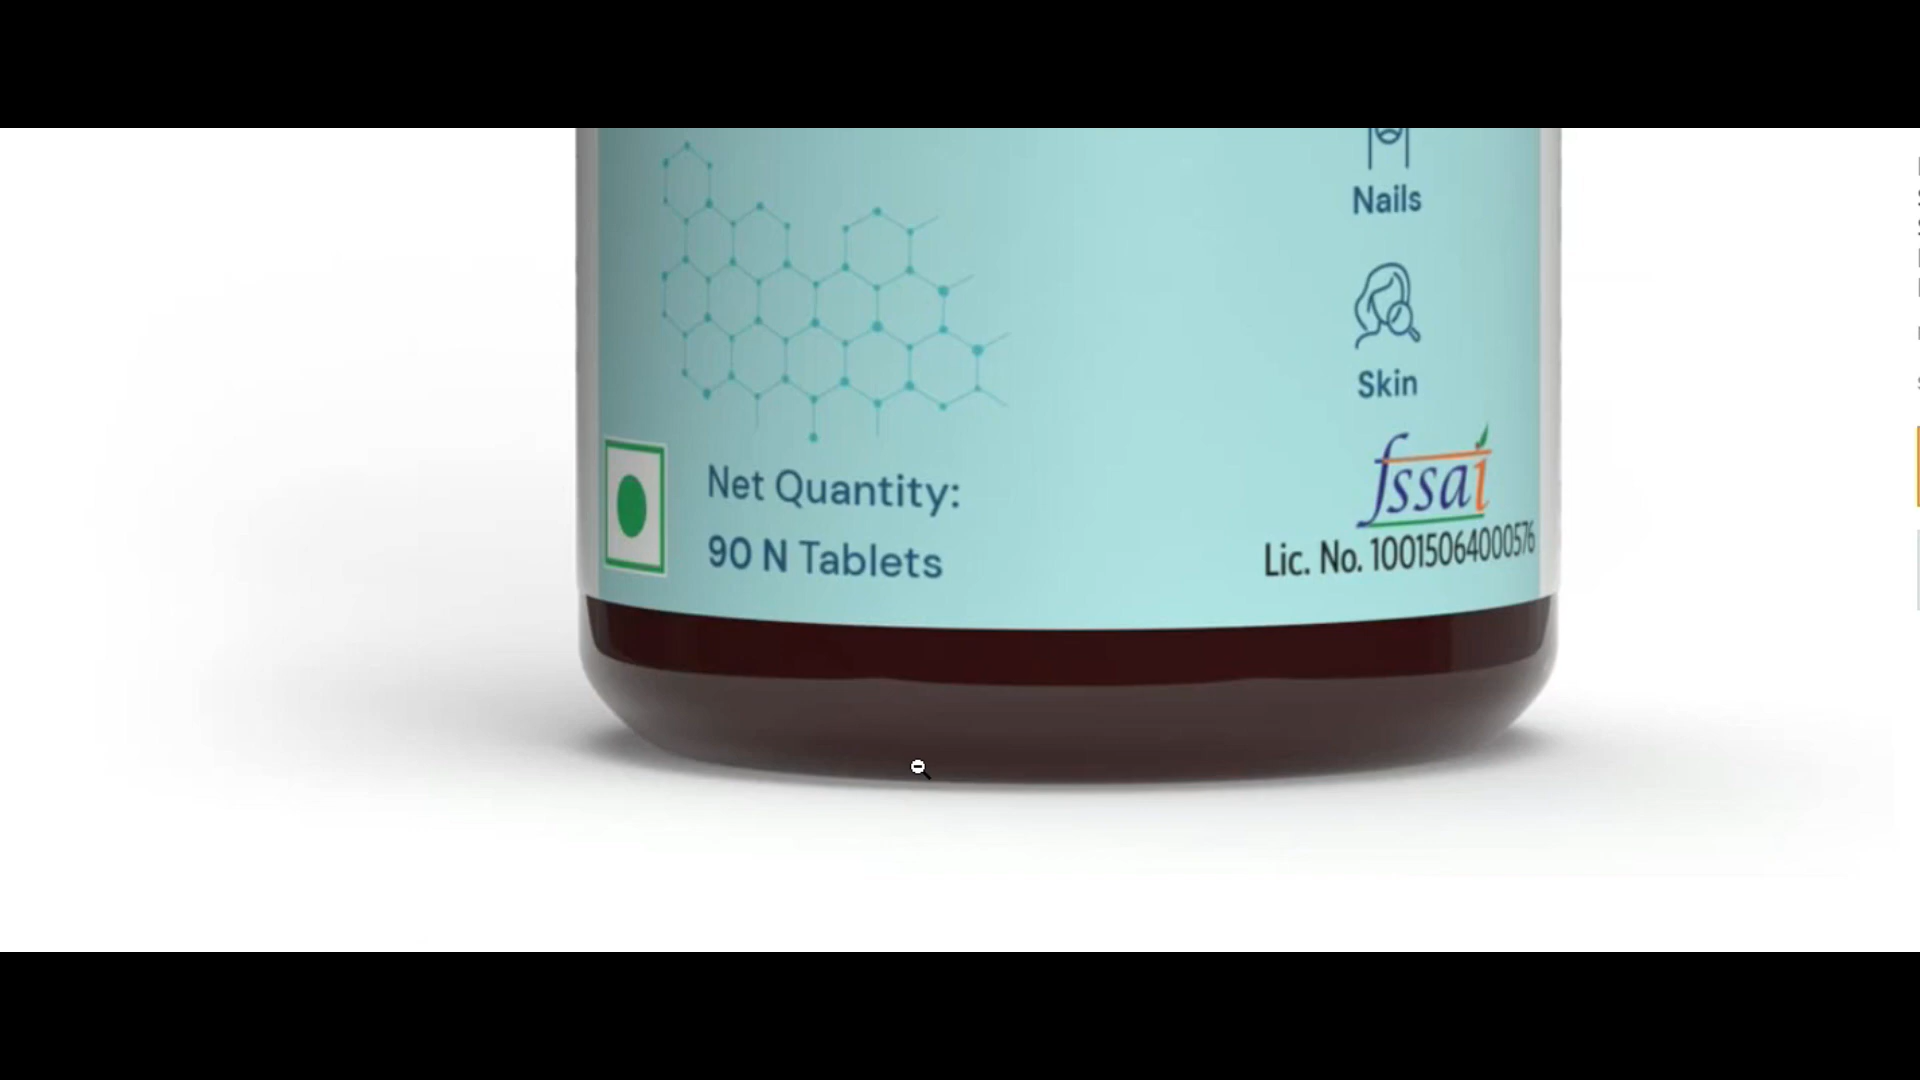 Nails
Skin
fssai
Net Quantity:
90 N Tablets
Lic. No. 10015064000576